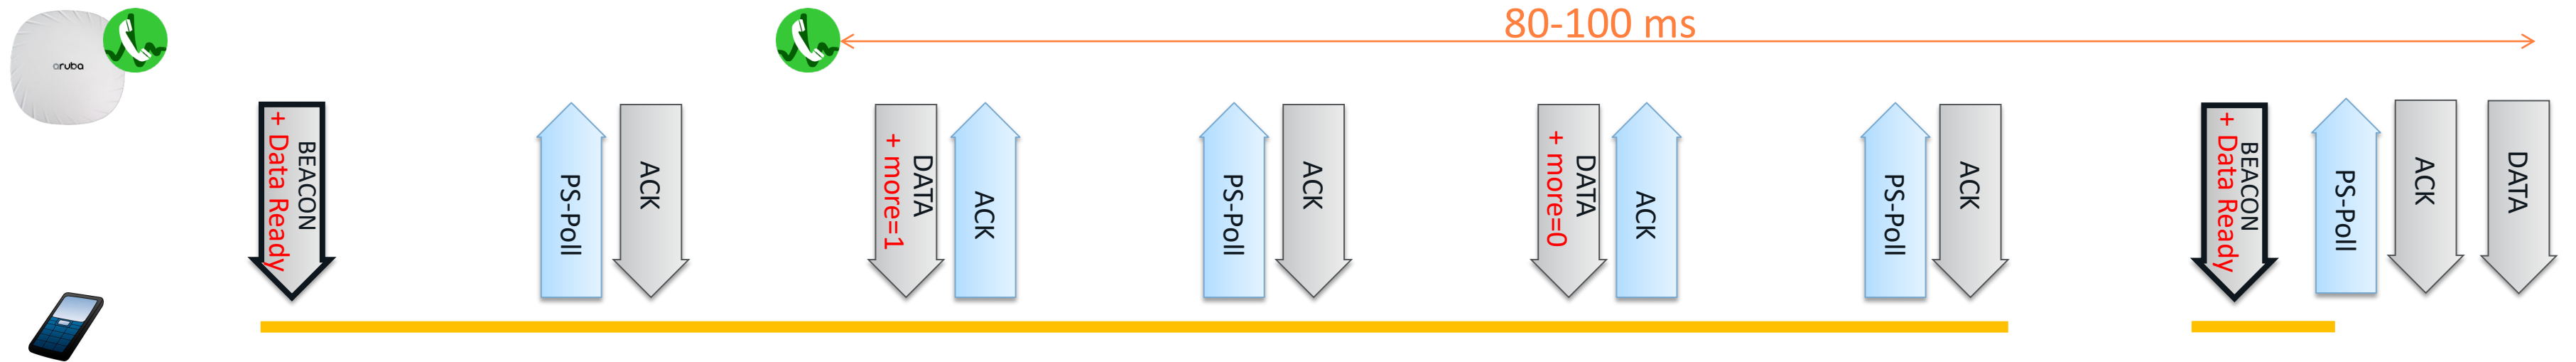 80-100 ms
aruba
BEACON
+ Data Ready
PS-Poll
ACK
DATA
+ more=1
ACK
PS-Poll
ACK
DATA
+ more=0
ACK
PS-Poll
ACK
BEACON
+ Data Ready
PS-Poll
ACK
DATA